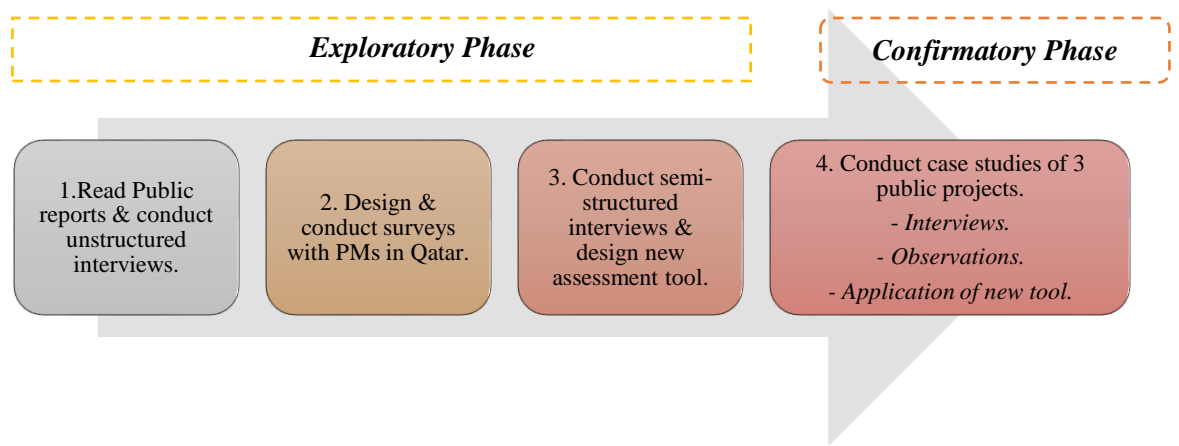 Exploratory Phase
Confirmatory Phase
1.Read Public
reports & conduct
unstructured
interviews.
2. Design &
conduct surveys
with PMs in Qatar.
3. Conduct semi-
structured
interviews &
design new
assessment tool.
4. Conduct case studies of 3
public projects.
- Interviews.
- Observations.
- Application of new tool.